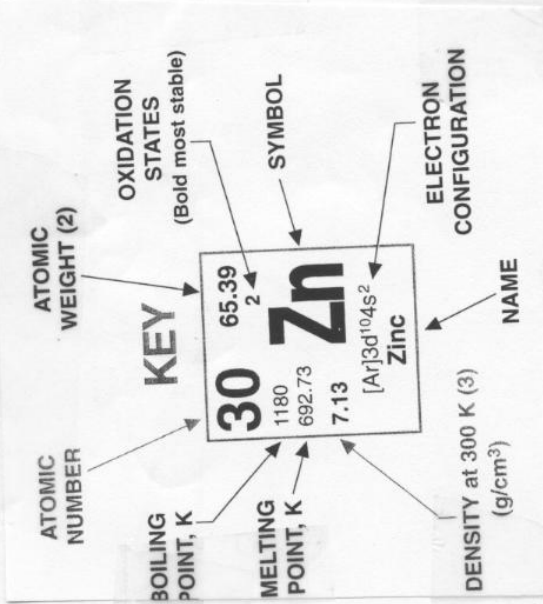 KEY
ATOMIC
NUMBER
ATOMIC
WEIGHT (2)
OXIDATION
STATES
(Bold most stable)
SYMBOL
ELECTRON
CONFIGURATION
BOILING
POINT, K
MELTING
POINT, K
DENSITY at 300 K (3)
(g/cm³)
NAME
30
65.39
1180
2
692.73
Zn
7.13
[Ar]3d¹⁰4s²
Zinc